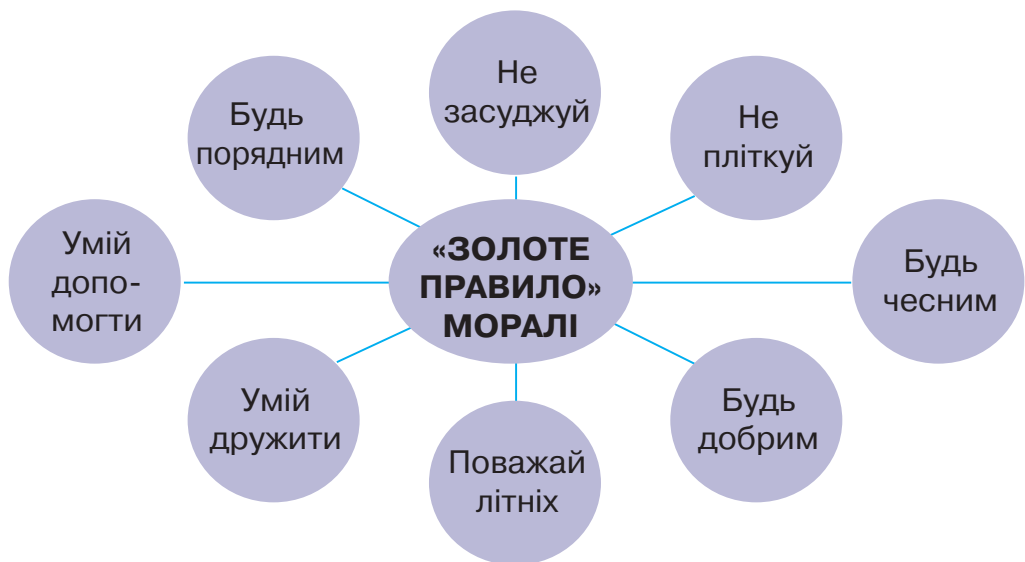 Не
засуджуй
Будь
порядним
Не
пліткуй
Умій
допо-
могти
«ЗОЛОТЕ
ПРАВИЛО»
МОРАЛІ
Будь
чесним
Умій
дружити
Поважай
літніх
Будь
добрим